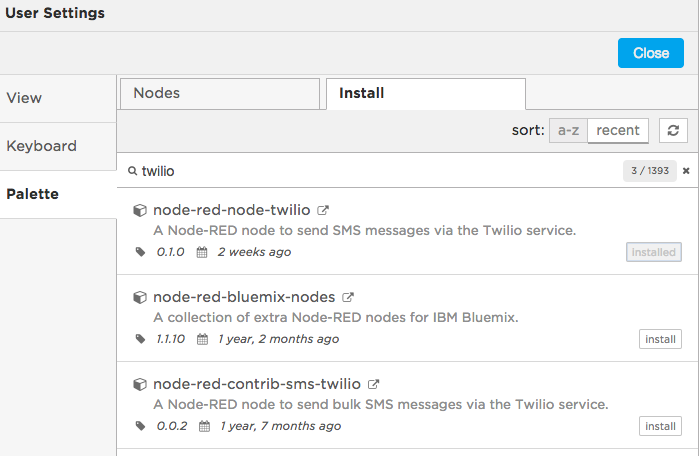 User Settings
Close
View
Keyboard
Palette
Nodes
Install
sort: a-z recent
twilio
3 / 1393
node-red-node-twilio
A Node-RED node to send SMS messages via the Twilio service.
0.1.0 2 weeks ago
installed
node-red-bluemix-nodes
A collection of extra Node-RED nodes for IBM Bluemix.
1.1.10 1 year, 2 months ago
install
node-red-contrib-sms-twilio
A Node-RED node to send bulk SMS messages via the Twilio service.
0.0.2 1 year, 7 months ago
install